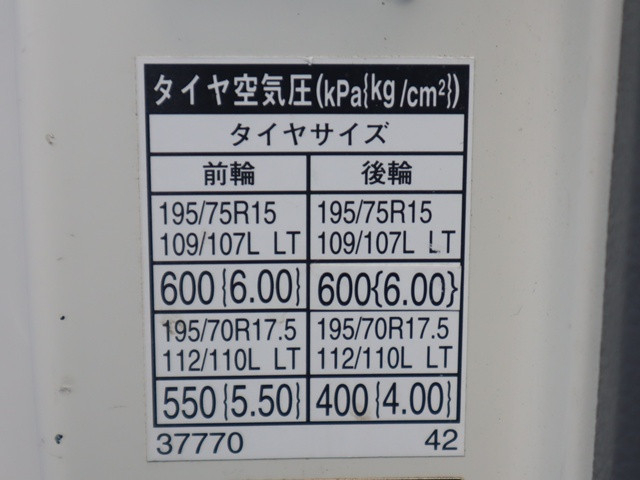 タイヤ空気圧(kPa{kg/cm²})
タイヤサイズ
前輪 後輪
195/75R15 195/75R15
109/107L LT 109/107L LT
600{6.00} 600{6.00}
195/70R17.5 195/70R17.5
112/110L LT 112/110L LT
550{5.50} 400{4.00}
37770 42